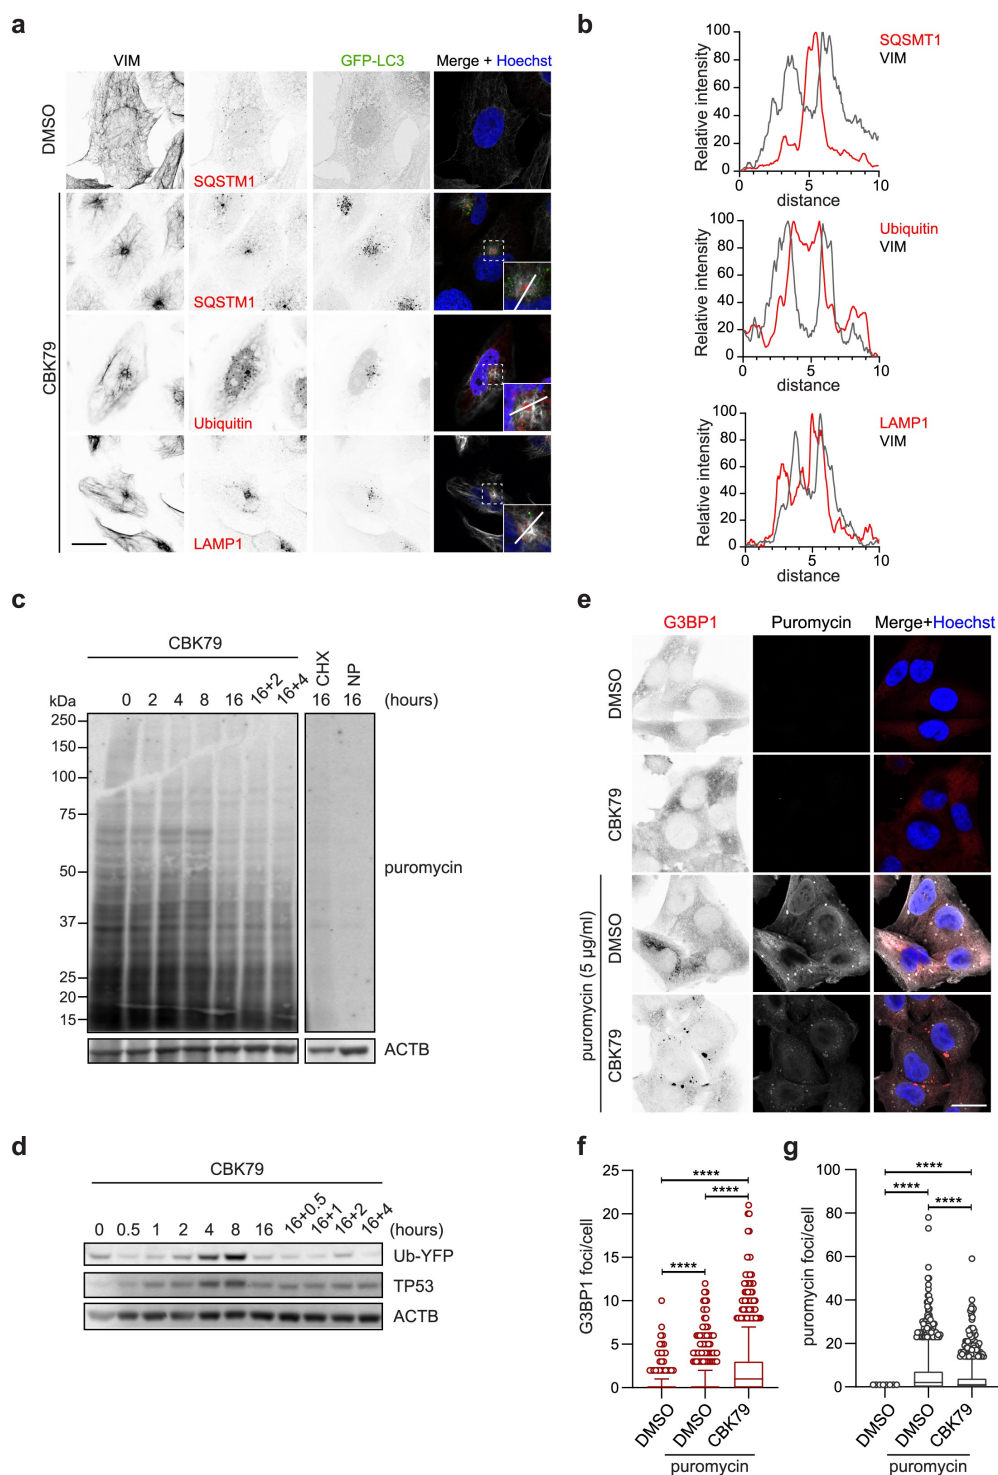 a
VIM
GFP-LC3
Merge + Hoechst
DMSO
SQSTM1
CBK79
SQSTM1
Ubiquitin
LAMP1
b
SQSMT1
VIM
Relative intensity
100
80
60
40
20
0
0 5 10
distance
Ubiquitin
VIM
Relative intensity
100
80
60
40
20
0
0 5 10
distance
LAMP1
VIM
Relative intensity
100
80
60
40
20
0
0 5 10
distance
c
CBK79
CHX
NP
kDa
0 2 4 8 16 16+2 16+4 16 16 (hours)
250
150
100
75
50
37
25
20
15
puromycin
ACTB
d
CBK79
0 0.5 1 2 4 8 16 16+0.5 16+1 16+2 16+4 (hours)
Ub-YFP
TP53
ACTB
e
G3BP1
Puromycin
Merge+Hoechst
DMSO
CBK79
puromycin (5 µg/ml)
DMSO
CBK79
f
G3BP1 foci/cell
25
20
15
10
5
0
****
****
****
DMSO
DMSO
CBK79
puromycin
g
puromycin foci/cell
100
80
60
40
20
0
****
****
****
DMSO
DMSO
CBK79
puromycin